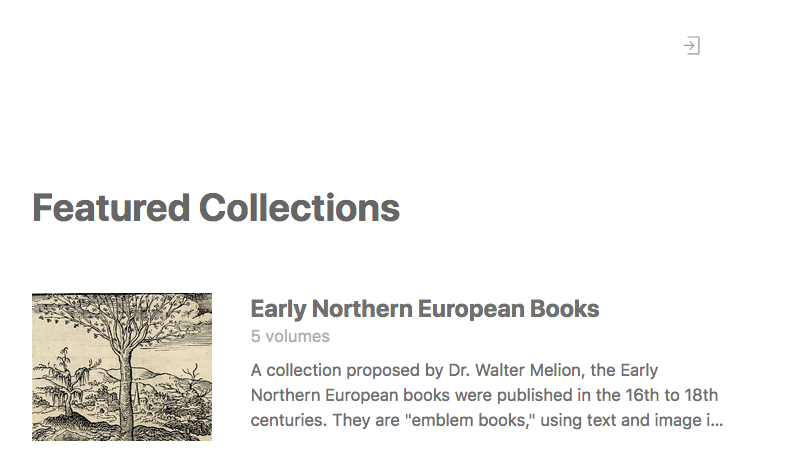 Featured Collections
Early Northern European Books
5 volumes
A collection proposed by Dr. Walter Melion, the Early
Northern European books were published in the 16th to 18th
centuries. They are "emblem books," using text and image i...